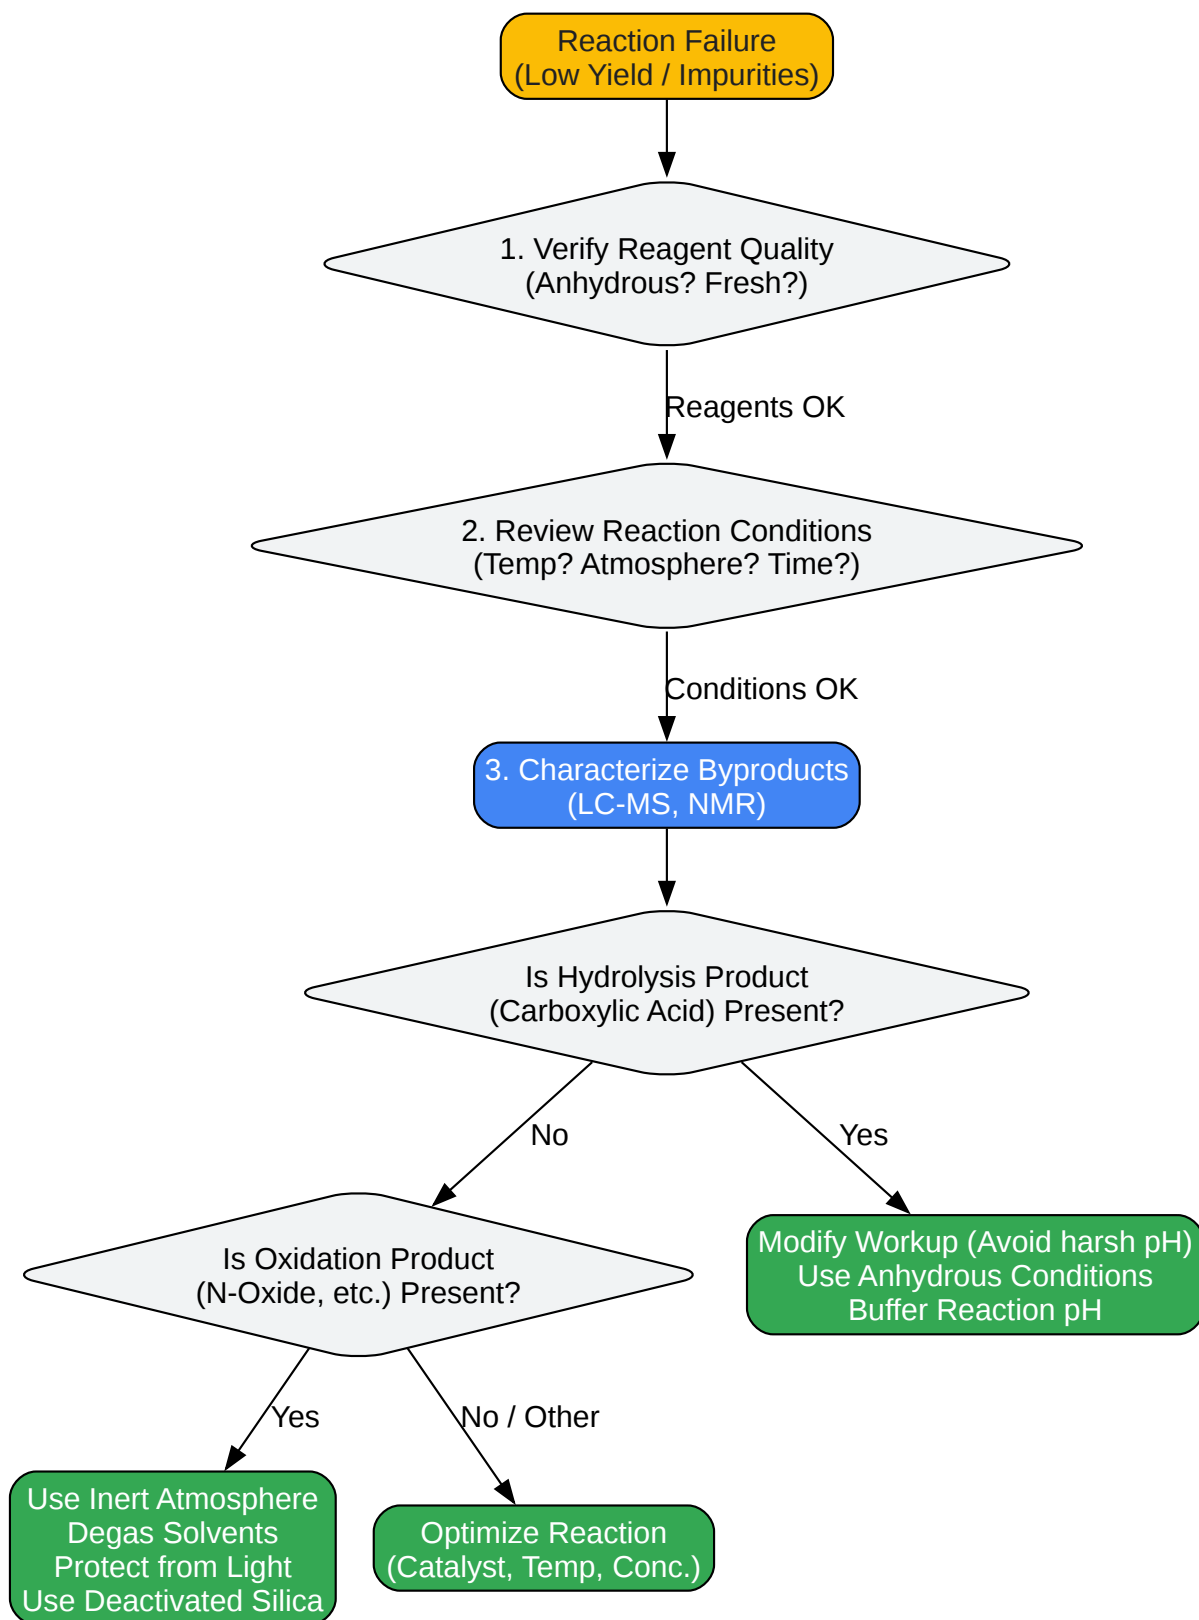 Reaction Failure
(Low Yield / Impurities)
1. Verify Reagent Quality
(Anhydrous? Fresh?)
Reagents OK
2. Review Reaction Conditions
(Temp? Atmosphere? Time?)
Conditions OK
3. Characterize Byproducts
(LC-MS, NMR)
Is Hydrolysis Product
(Carboxylic Acid) Present?
No
Yes
Is Oxidation Product
(N-Oxide, etc.) Present?
Modify Workup (Avoid harsh pH)
Use Anhydrous Conditions
Buffer Reaction pH
Yes
No / Other
Use Inert Atmosphere
Degas Solvents
Protect from Light
Use Deactivated Silica
Optimize Reaction
(Catalyst, Temp, Conc.)